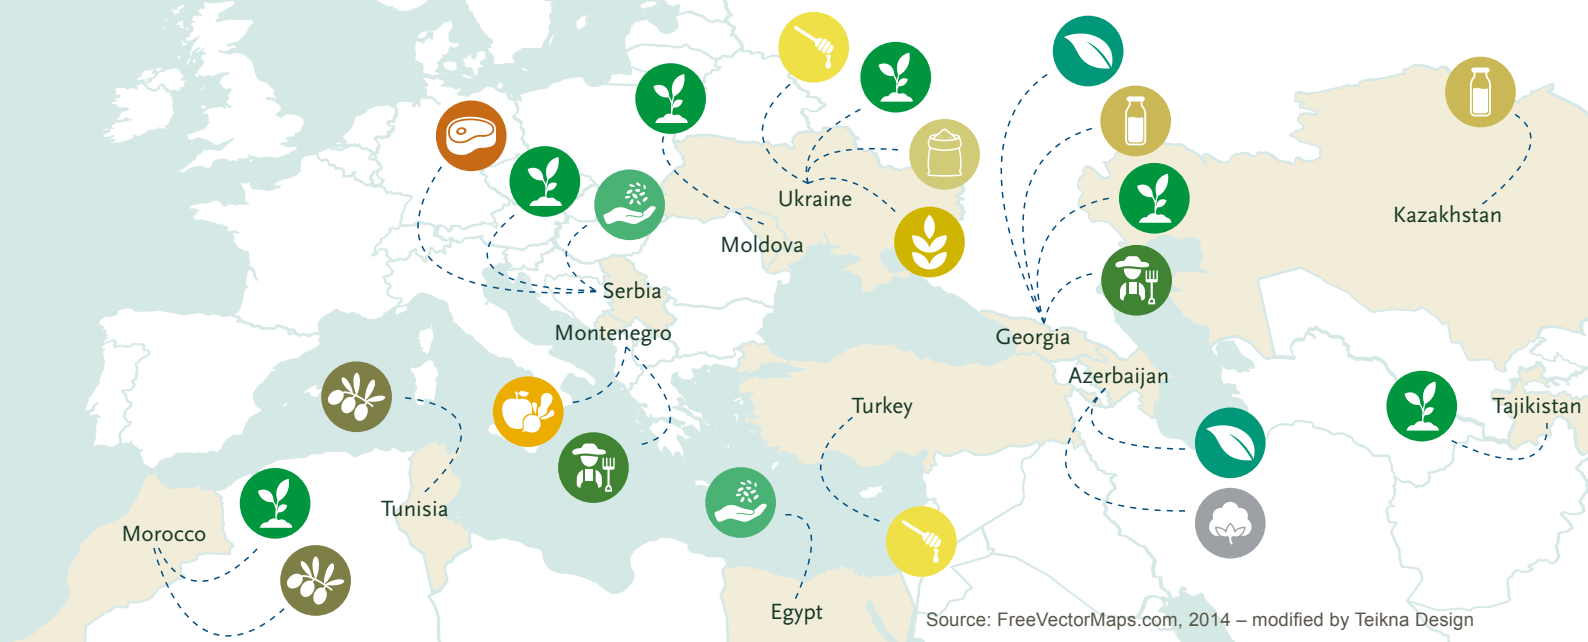 Ukraine
Kazakhstan
Moldova
Serbia
Montenegro
Georgia
Azerbaijan
Turkey
Tajikistan
Tunisia
Morocco
Egypt
Source: FreeVectorMaps.com, 2014 – modified by Teikna Design